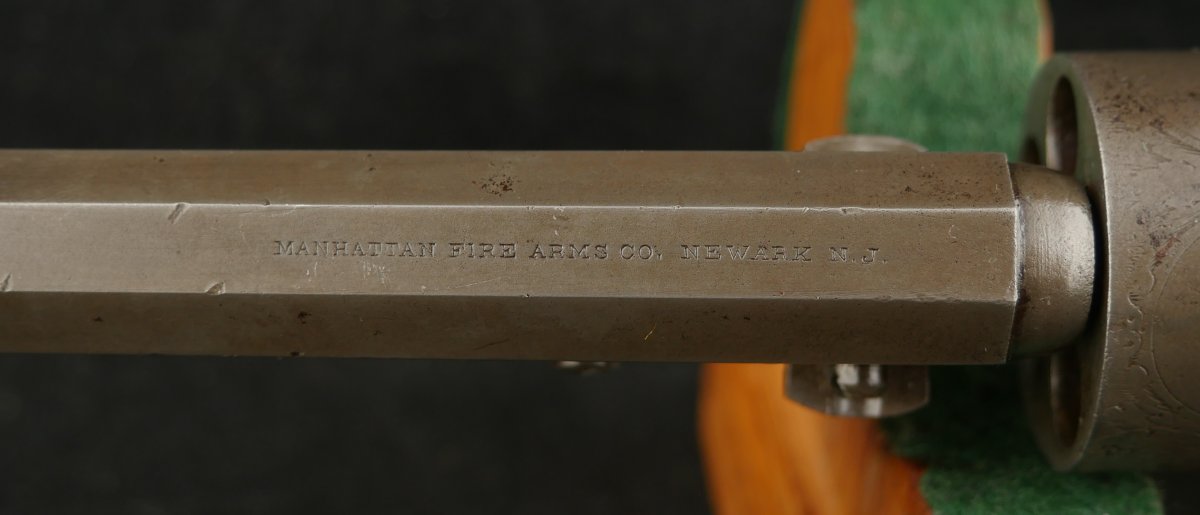 MANHATTAN FIRE ARMS CO, NEWARK N.J.